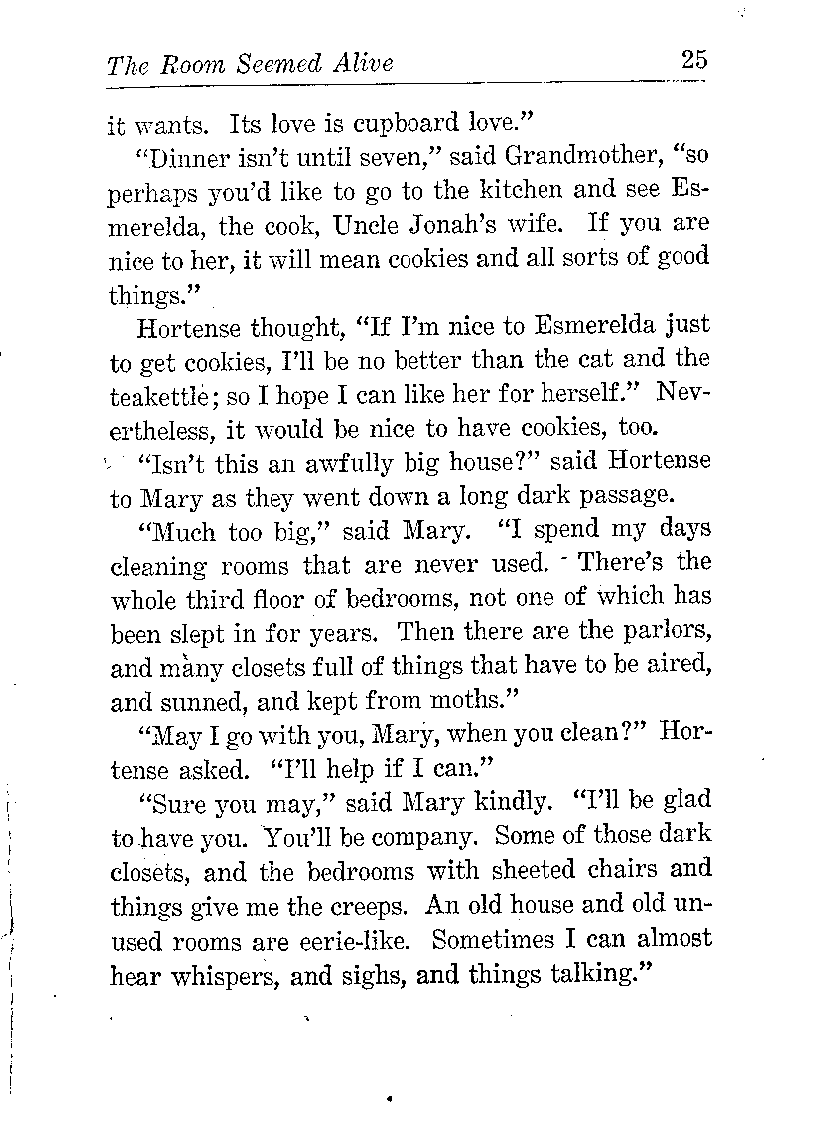 The Room Seemed Alive 25
it wants. Its love is cupboard love.”
“Dinner isn’t until seven,” said Grandmother, “so
perhaps you’d like to go to the kitchen and see Es-
merelda, the cook, Uncle Jonah’s wife. If you are
nice to her, it will mean cookies and all sorts of good
things.”
Hortense thought, “If I’m nice to Esmerelda just
to get cookies, I’ll be no better than the cat and the
teakettle; so I hope I can like her for herself.” Nev-
ertheless, it would be nice to have cookies, too.
“Isn’t this an awfully big house?” said Hortense
to Mary as they went down a long dark passage.
“Much too big,” said Mary. “I spend my days
cleaning rooms that are never used. There’s the
whole third floor of bedrooms, not one of which has
been slept in for years. Then there are the parlors,
and many closets full of things that have to be aired,
and sunned, and kept from moths.”
“May I go with you, Mary, when you clean?” Hor-
tense asked. “I’ll help if I can.”
“Sure you may,” said Mary kindly. “I’ll be glad
to have you. You’ll be company. Some of those dark
closets, and the bedrooms with sheeted chairs and
things give me the creeps. An old house and old un-
used rooms are eerie-like. Sometimes I can almost
hear whispers, and sighs, and things talking.”